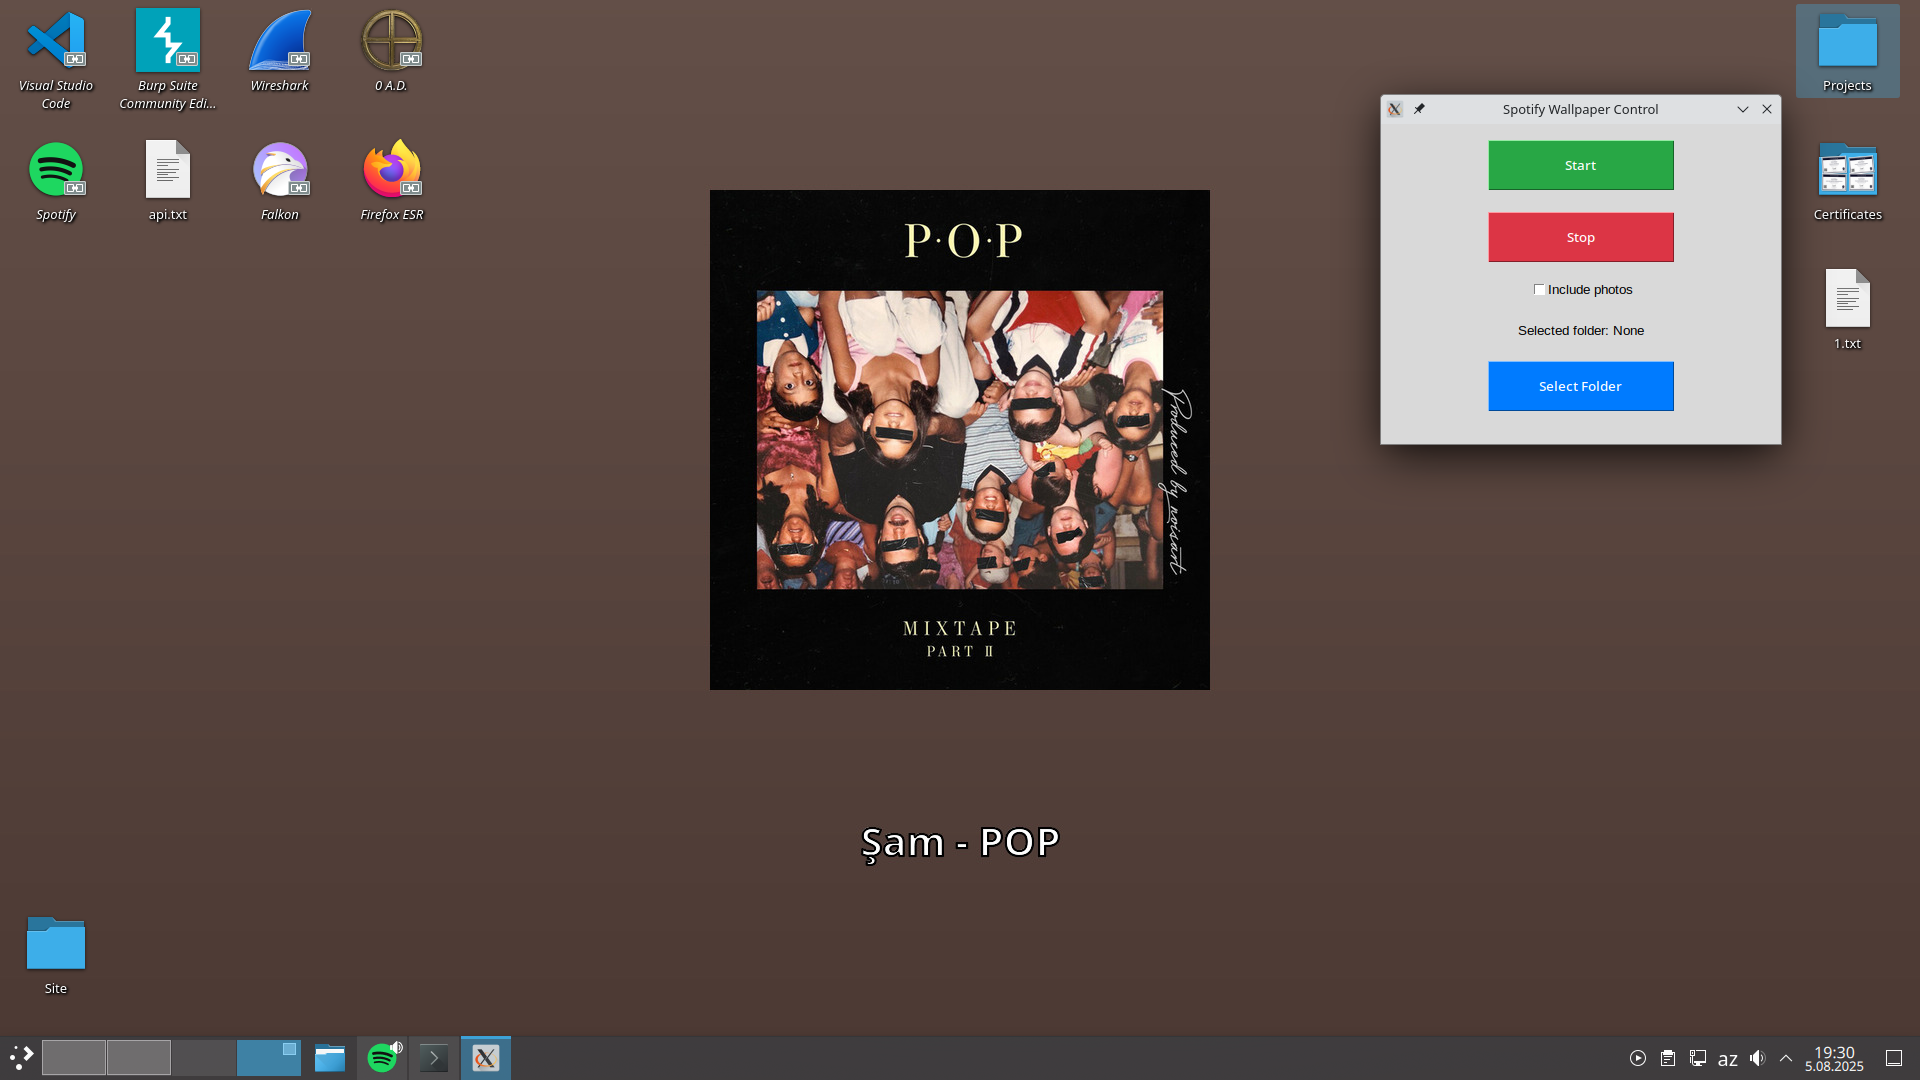 Visual Studio
Code
Burp Suite
Community Edi...
Wireshark
0 A.D.
Projects
Spotify
api.txt
Falkon
Firefox ESR
Certificates
1.txt
Spotify Wallpaper Control
Start
Stop
Include photos
Selected folder: None
Select Folder
P·O·P
Produced by noisart
MIXTAPE
PART II
Şam - POP
Site
az
19:30
5.08.2025